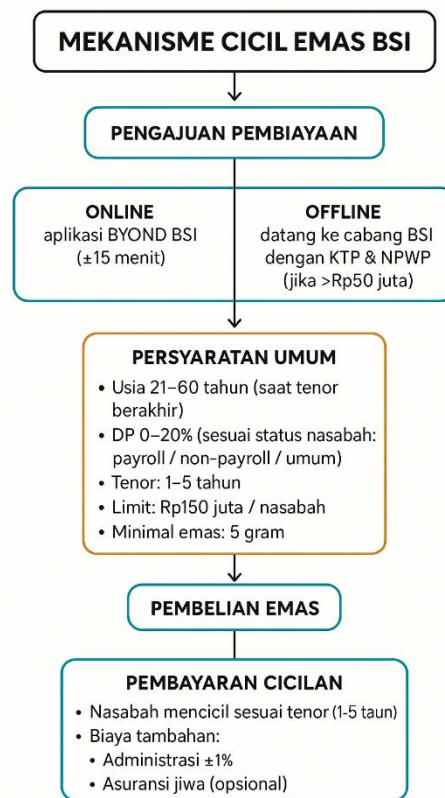 MEKANISME CICIL EMAS BSI
PENGAJUAN PEMBIAYAAN
ONLINE
aplikasi BYOND BSI
(±15 menit)
OFFLINE
datang ke cabang BSI
dengan KTP & NPWP
(jika >Rp50 juta)
PERSYARATAN UMUM
• Usia 21–60 tahun (saat tenor
berakhir)
• DP 0–20% (sesuai status nasabah:
payroll / non-payroll / umum)
• Tenor: 1–5 tahun
• Limit: Rp150 juta / nasabah
• Minimal emas: 5 gram
PEMBELIAN EMAS
PEMBAYARAN CICILAN
• Nasabah mencicil sesuai tenor (1-5 taun)
• Biaya tambahan:
• Administrasi ±1%
• Asuransi jiwa (opsional)